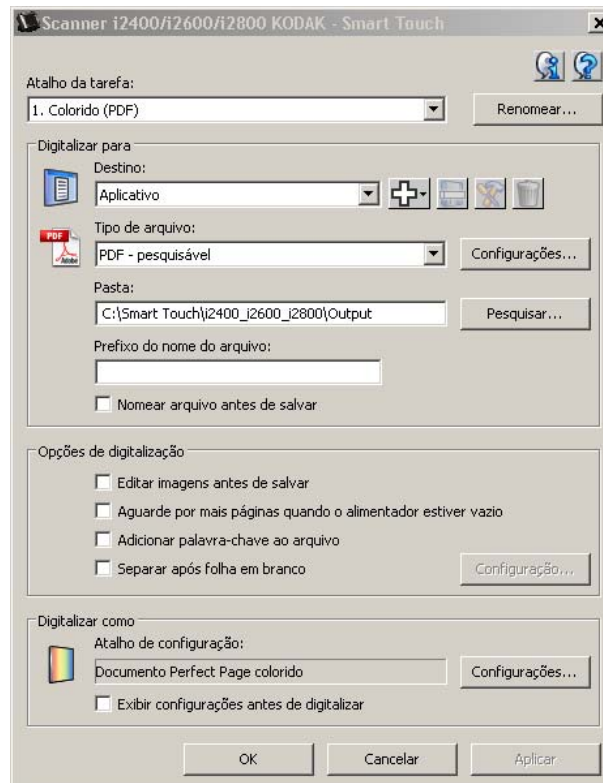 Scanner i2400/i2600/i2800 KODAK - Smart Touch
Atalho da tarefa:
1. Colorido (PDF)
Renomear...
Digitalizar para
Destino:
Aplicativo
Tipo de arquivo:
PDF
Adobe
PDF - pesquisável
Configurações...
Pasta:
C:\Smart Touch\i2400_i2600_i2800\Output
Pesquisar...
Prefixo do nome do arquivo:
Nomear arquivo antes de salvar
Opções de digitalização
Editar imagens antes de salvar
Aguarde por mais páginas quando o alimentador estiver vazio
Adicionar palavra-chave ao arquivo
Separar após folha em branco
Configuração...
Digitalizar como
Atalho de configuração:
Documento Perfect Page colorido
Configurações...
Exibir configurações antes de digitalizar
OK
Cancelar
Aplicar